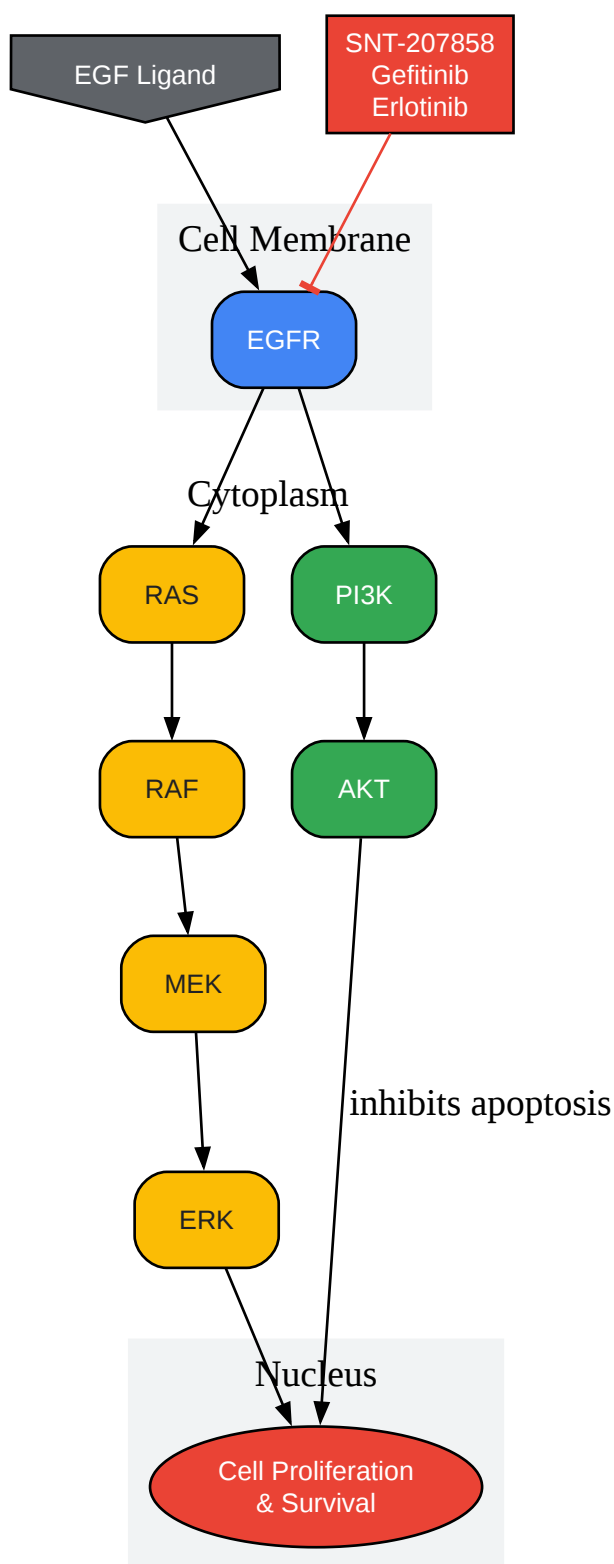 EGF Ligand
SNT-207858
Gefitinib
Erlotinib
Cell Membrane
EGFR
Cytoplasm
RAS
PI3K
RAF
AKT
MEK
inhibits apoptosis
ERK
Nucleus
Cell Proliferation
& Survival